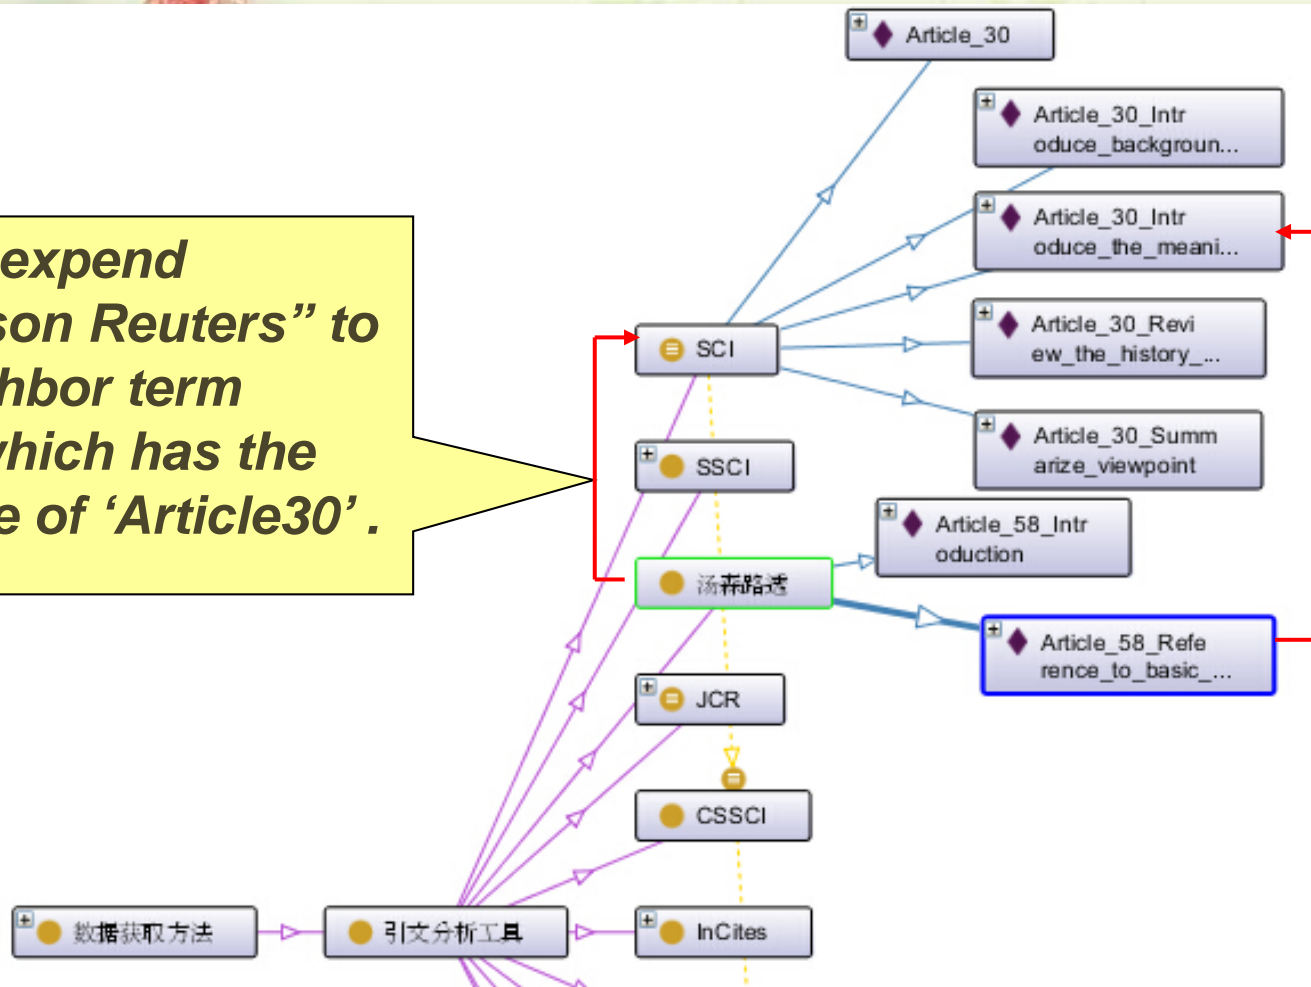 Article_30
Article_30_Intr
oduce_backgroun...
Article_30_Intr
oduce_the_meani...
expend
son Reuters” to
hbor term
which has the
e of ‘Article30’ .
Article_30_Revi
ew_the_history_...
SCI
Article_30_Summ
arize_viewpoint
SSCI
Article_58_Intr
oduction
汤森路透
Article_58_Refe
rence_to_basic_...
JCR
CSSCI
数据获取方法
引文分析工具
InCites